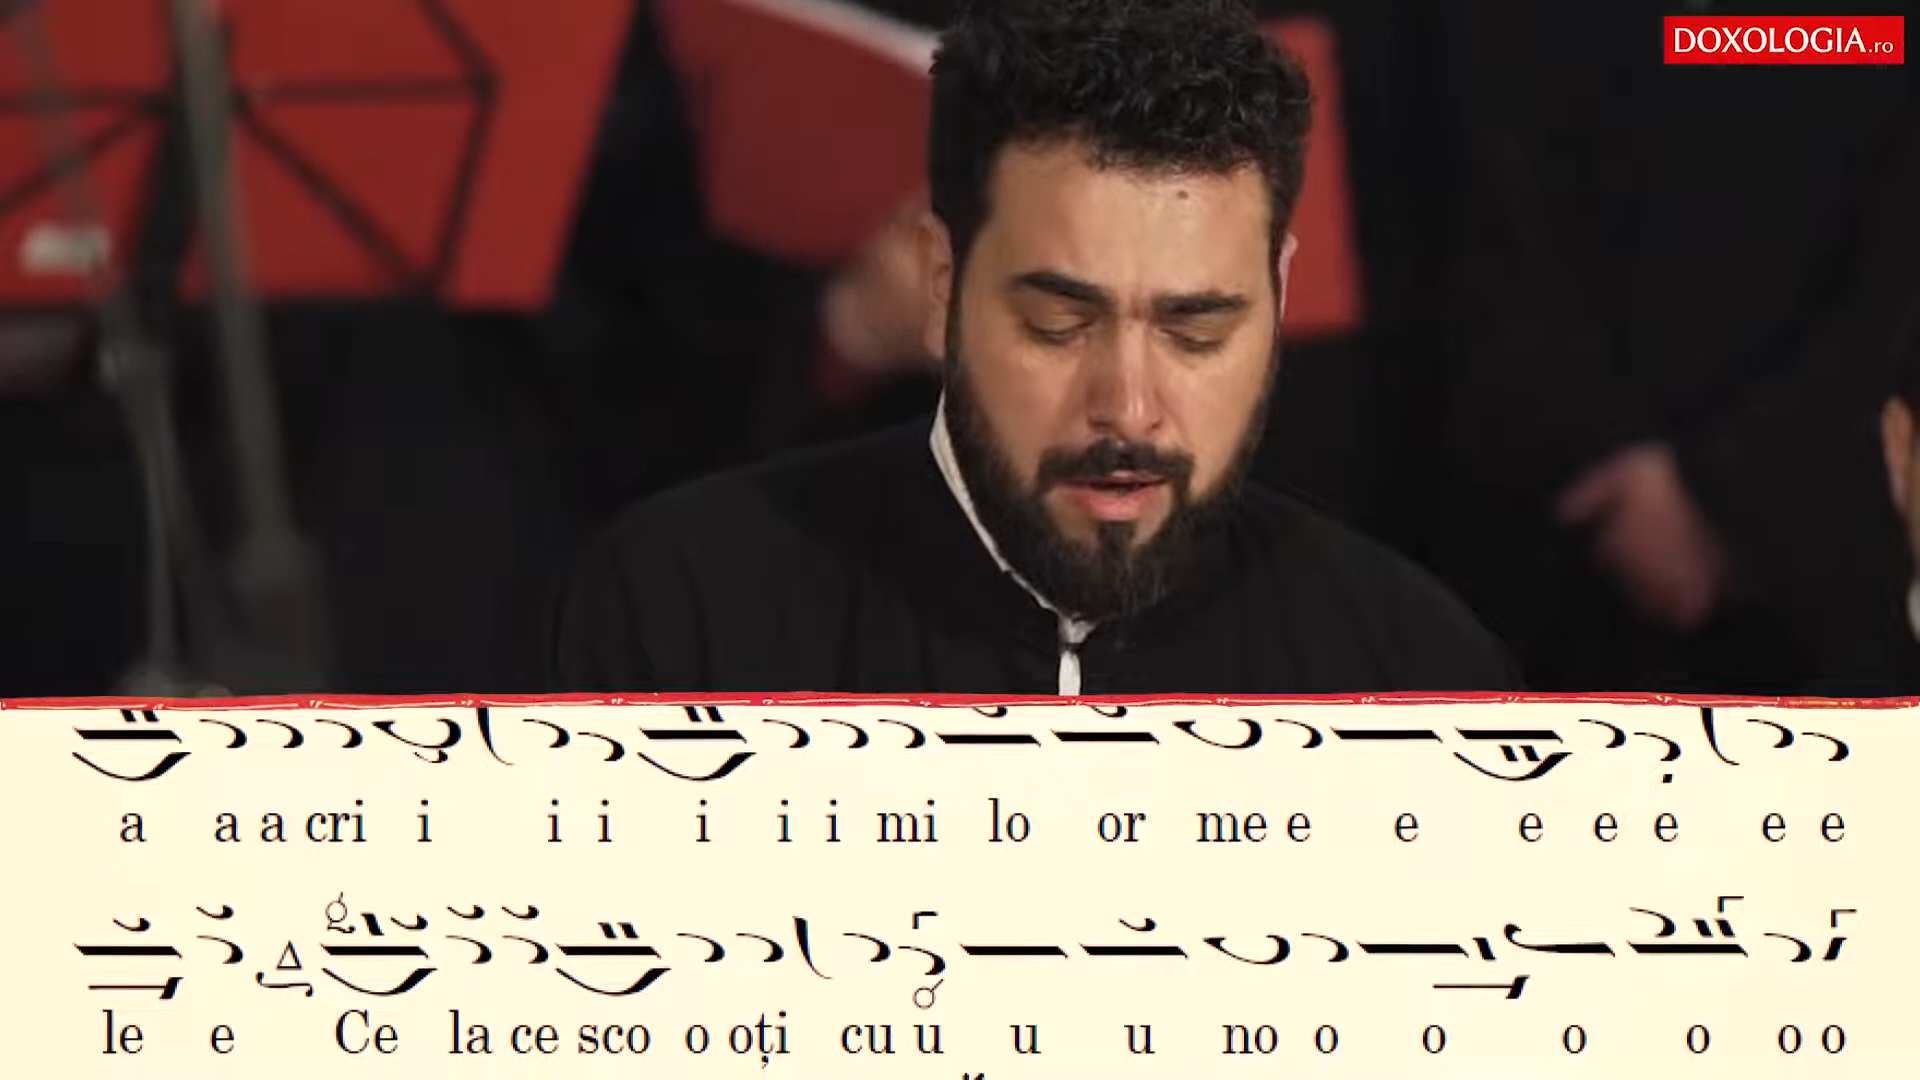 DOXOLOGIA.ro
a a a cri i i i i i i mi lo or me e e e e e e e
le e Ce la ce sco o oți cu u u u no o o o o o o